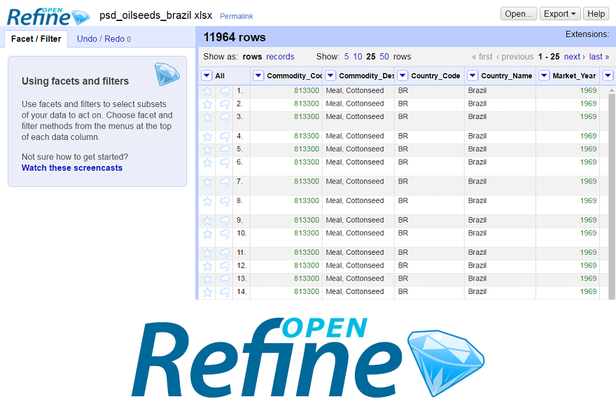 OPEN
Refine psd_oilseeds_brazil xlsx Permalink Open... Export Help
Facet / Filter Undo / Redo 0
11964 rows Extensions:
Show as: rows records Show: 5 10 25 50 rows « first ‹ previous 1 - 25 next › last »
Using facets and filters
Use facets and filters to select subsets
of your data to act on. Choose facet and
filter methods from the menus at the top
of each data column.
Not sure how to get started?
Watch these screencasts
All Commodity_Coo Commodity_Des Country_Code Country_Name Market_Year
1. 813300 Meal, Cottonseed BR Brazil 1969
2. 813300 Meal, Cottonseed BR Brazil 1969
3. 813300 Meal, Cottonseed BR Brazil 1969
4. 813300 Meal, Cottonseed BR Brazil 1969
5. 813300 Meal, Cottonseed BR Brazil 1969
6. 813300 Meal, Cottonseed BR Brazil 1969
7. 813300 Meal, Cottonseed BR Brazil 1969
8. 813300 Meal, Cottonseed BR Brazil 1969
9. 813300 Meal, Cottonseed BR Brazil 1969
10. 813300 Meal, Cottonseed BR Brazil 1969
11. 813300 Meal, Cottonseed BR Brazil 1969
12. 813300 Meal, Cottonseed BR Brazil 1969
13. 813300 Meal, Cottonseed BR Brazil 1969
14. 813300 Meal, Cottonseed BR Brazil 1969
OPEN
Refine